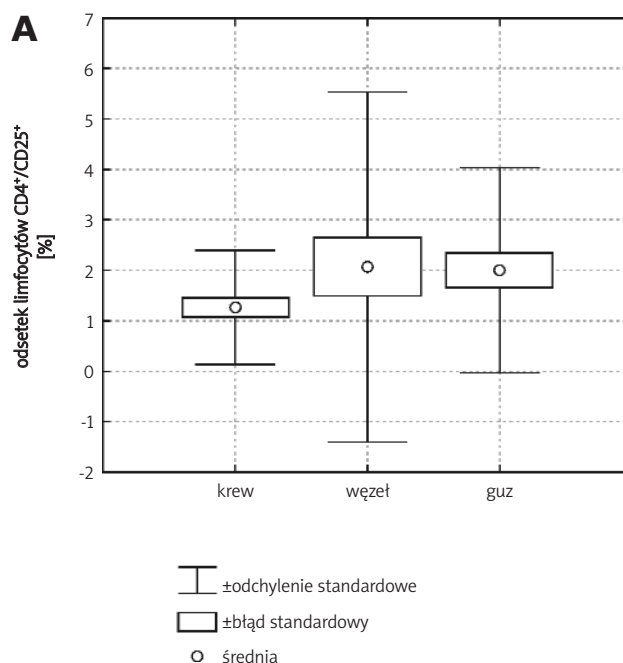 A
odsetek limfocytów CD4+/CD25+
[%]
7
6
5
4
3
2
1
0
-1
-2
krew węzeł guz
±odchylenie standardowe
±błąd standardowy
średnia